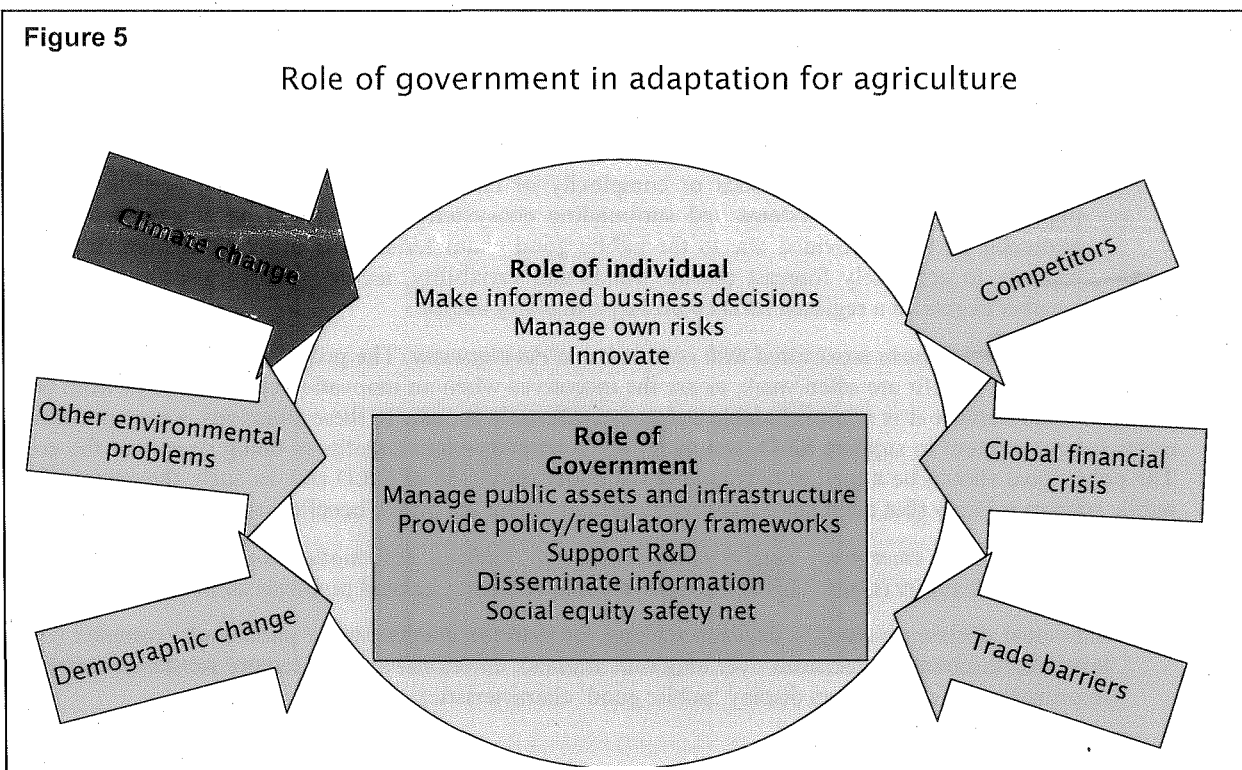 Figure 5
Role of government in adaptation for agriculture
Climate change
Other environmental
problems
Demographic change
Role of individual
Make informed business decisions
Manage own risks
Innovate
Role of
Government
Manage public assets and infrastructure
Provide policy/regulatory frameworks
Support R&D
Disseminate information
Social equity safety net
Competitors
Global financial
crisis
Trade barriers